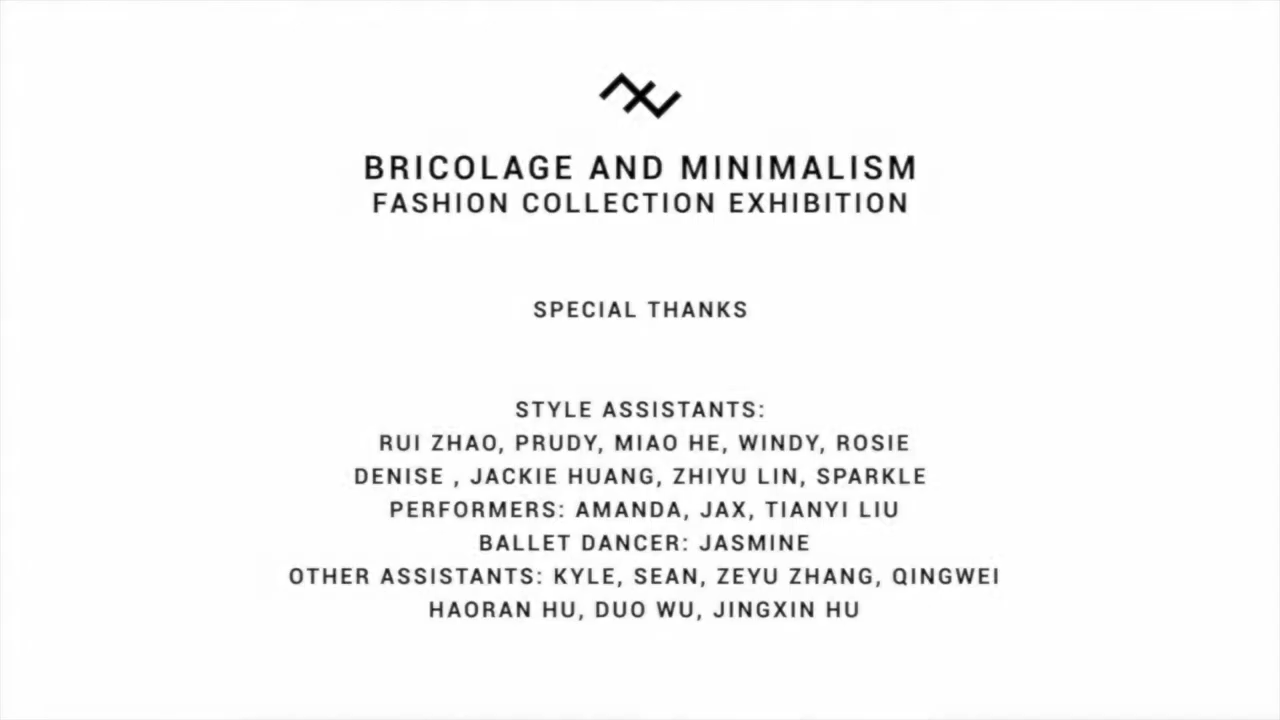 BRICOLAGE AND MINIMALISM
FASHION COLLECTION EXHIBITION
SPECIAL THANKS
STYLE ASSISTANTS:
RUI ZHAO, PRUDY, MIAO HE, WINDY, ROSIE
DENISE , JACKIE HUANG, ZHIYU LIN, SPARKLE
PERFORMERS: AMANDA, JAX, TIANYI LIU
BALLET DANCER: JASMINE
OTHER ASSISTANTS: KYLE, SEAN, ZEYU ZHANG, QINGWEI
HAORAN HU, DUO WU, JINGXIN HU